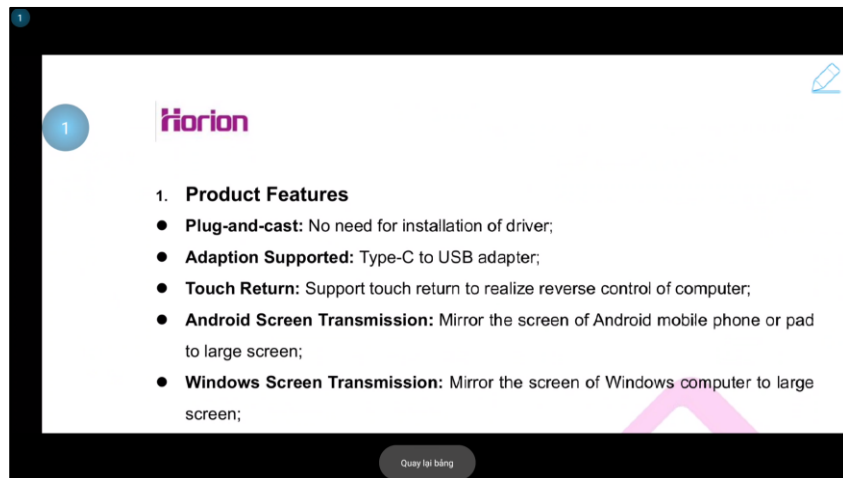 1
1
Horion
1. Product Features
● Plug-and-cast: No need for installation of driver;
● Adaption Supported: Type-C to USB adapter;
● Touch Return: Support touch return to realize reverse control of computer;
● Android Screen Transmission: Mirror the screen of Android mobile phone or pad
to large screen;
● Windows Screen Transmission: Mirror the screen of Windows computer to large
screen;
Quay lại bảng